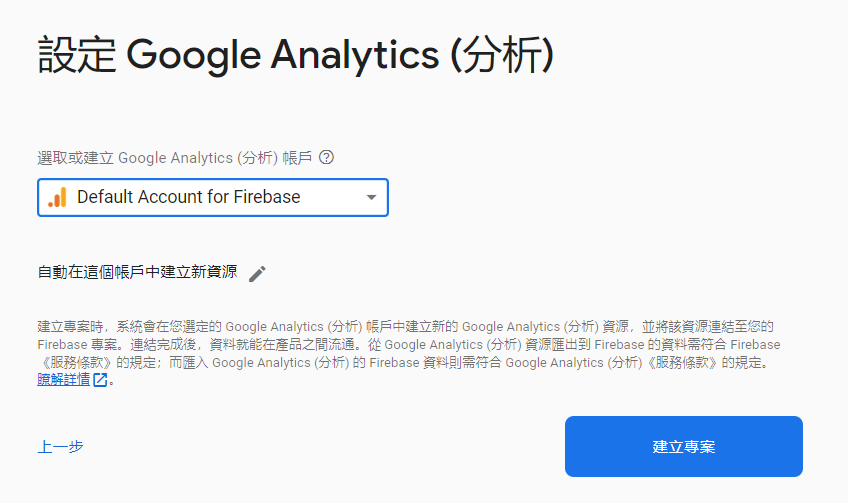 設定 Google Analytics (分析)
選取或建立 Google Analytics (分析) 帳戶
Default Account for Firebase
自動在這個帳戶中建立新資源
建立專案時，系統會在您選定的 Google Analytics (分析) 帳戶中建立新的 Google Analytics (分析) 資源，並將該資源連結至您的
Firebase 專案。連結完成後，資料就能在產品之間流通。從 Google Analytics (分析) 資源匯出到 Firebase 的資料需符合 Firebase
《服務條款》的規定；而匯入 Google Analytics (分析) 的 Firebase 資料則需符合 Google Analytics (分析)《服務條款》的規定。
瞭解詳情。
上一步
建立專案